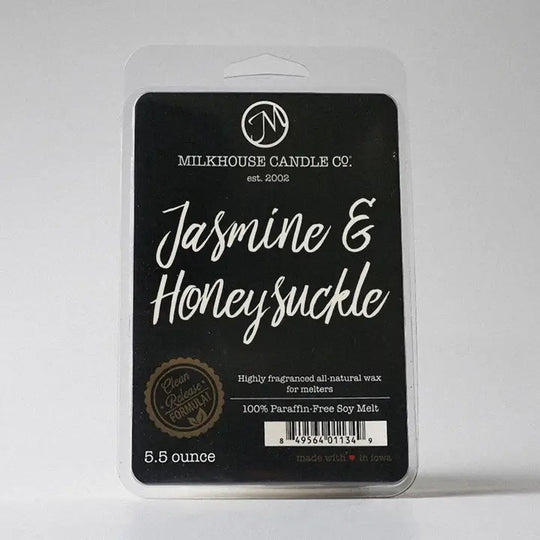 M
MILKHOUSE CANDLE CO.
est. 2002
Jasmine &
Honeysuckle
Clean
Release
FORMULA!
Highly fragranced all-natural wax
for melters
100% Paraffin-Free Soy Melt
8 49564 01134 9
5.5 ounce
made with ♥ in iowa